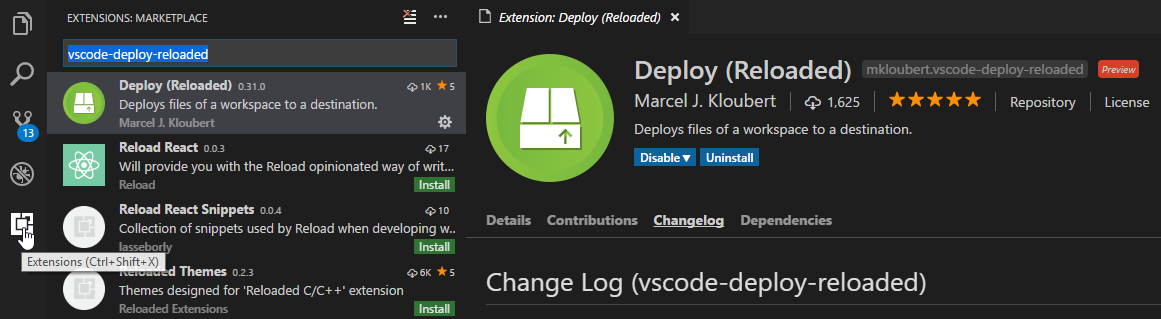 EXTENSIONS: MARKETPLACE
vscode-deploy-reloaded
Deploy (Reloaded) 0.31.0 1K 5
Deploys files of a workspace to a destination.
Marcel J. Kloubert
Reload React 0.0.3 17
Will provide you with the Reload opinionated way of writ...
Reload Install
Reload React Snippets 0.0.4 10
Collection of snippets used by Reload when developing w...
lasseborly Install
Reloaded Themes 0.2.3 6K 5
Themes designed for 'Reloaded C/C++' extension
Reloaded Extensions Install
13
Extensions (Ctrl+Shift+X)
Extension: Deploy (Reloaded)
Deploy (Reloaded) mkloubert.vscode-deploy-reloaded Preview
Marcel J. Kloubert 1,625 Repository License
Deploys files of a workspace to a destination.
Disable Uninstall
Details Contributions Changelog Dependencies
Change Log (vscode-deploy-reloaded)